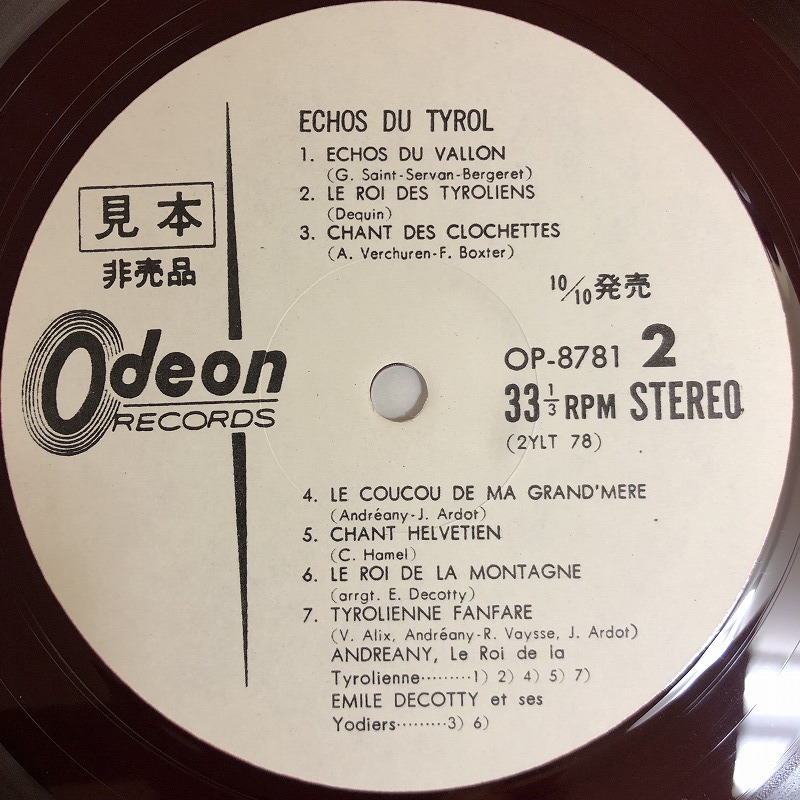 ECHOS DU TYROL
1. ECHOS DU VALLON
(G. Saint-Servan-Bergeret)
2. LE ROI DES TYROLIENS
(Dequin)
3. CHANT DES CLOCHETTES
(A. Verchuren-F. Boxter)
見本
非売品
10/10発売
Odeon
RECORDS
OP-8781 2
33 1/3 RPM STEREO
(2YLT 78)
4. LE COUCOU DE MA GRAND'MERE
(Andréany-J. Ardot)
5. CHANT HELVETIEN
(C. Hamel)
6. LE ROI DE LA MONTAGNE
(arrgt. E. Decotty)
7. TYROLIENNE FANFARE
(V. Alix, Andréany-R. Vaysse, J. Ardot)
ANDREANY, Le Roi de la
Tyrolienne………1) 2) 4) 5) 7)
EMILE DECOTTY et ses
Yodlers………3) 6)